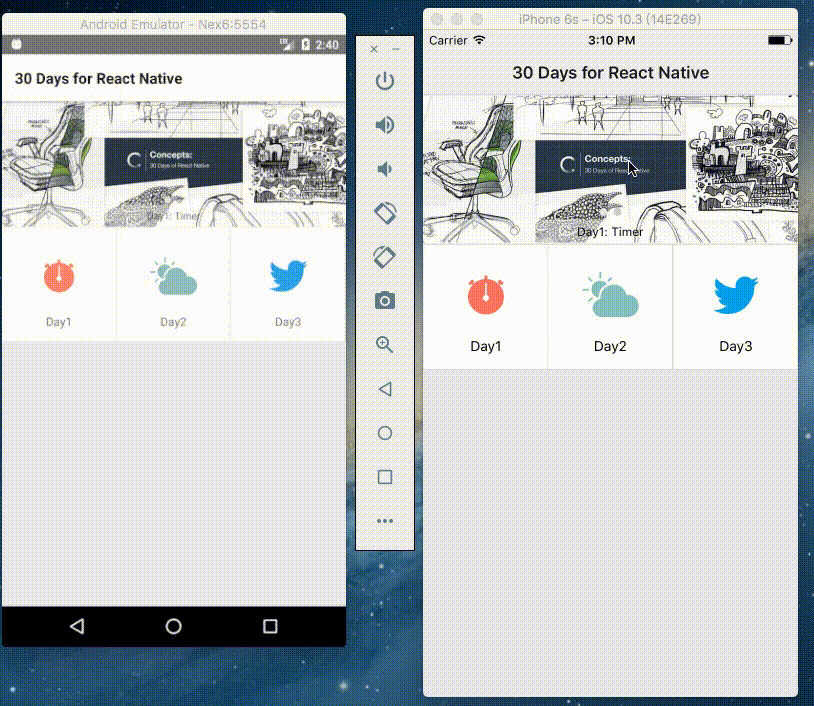 Android Emulator - Nex6:5554
LTE 2:40
30 Days for React Native
Concepts:
30 Days of React Native
Day1: Timer
Day1 Day2 Day3
iPhone 6s – iOS 10.3 (14E269)
Carrier 3:10 PM
30 Days for React Native
Concepts:
30 Days of React Native
Day1: Timer
Day1 Day2 Day3